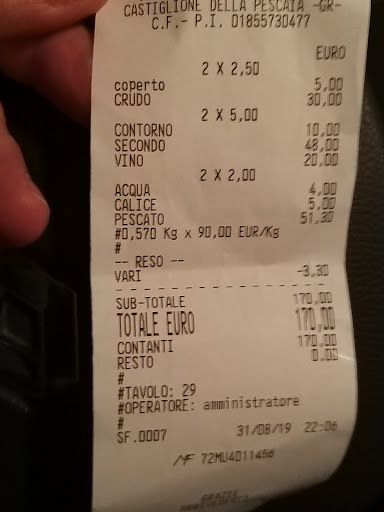 CASTIGLIONE DELLA PESCAIA -GR-
C.F.- P.I. 01855730477
EURO
2 X 2,50
coperto 5,00
CRUDO 30,00
2 X 5,00
CONTORNO 10,00
SECONDO 48,00
VINO 20,00
2 X 2,00
ACQUA 4,00
CALICE 5,00
PESCATO 51,30
#0,570 Kg x 90,00 EUR/Kg
#
-- RESO --
VARI -3,30
SUB-TOTALE 170,00
TOTALE EURO 170,00
CONTANTI 170,00
RESTO 0,00
#
#TAVOLO: 29
#OPERATORE: amministratore
#
SF.0007 31/08/19 22:06
MF 72MU4011456
GRAZIE